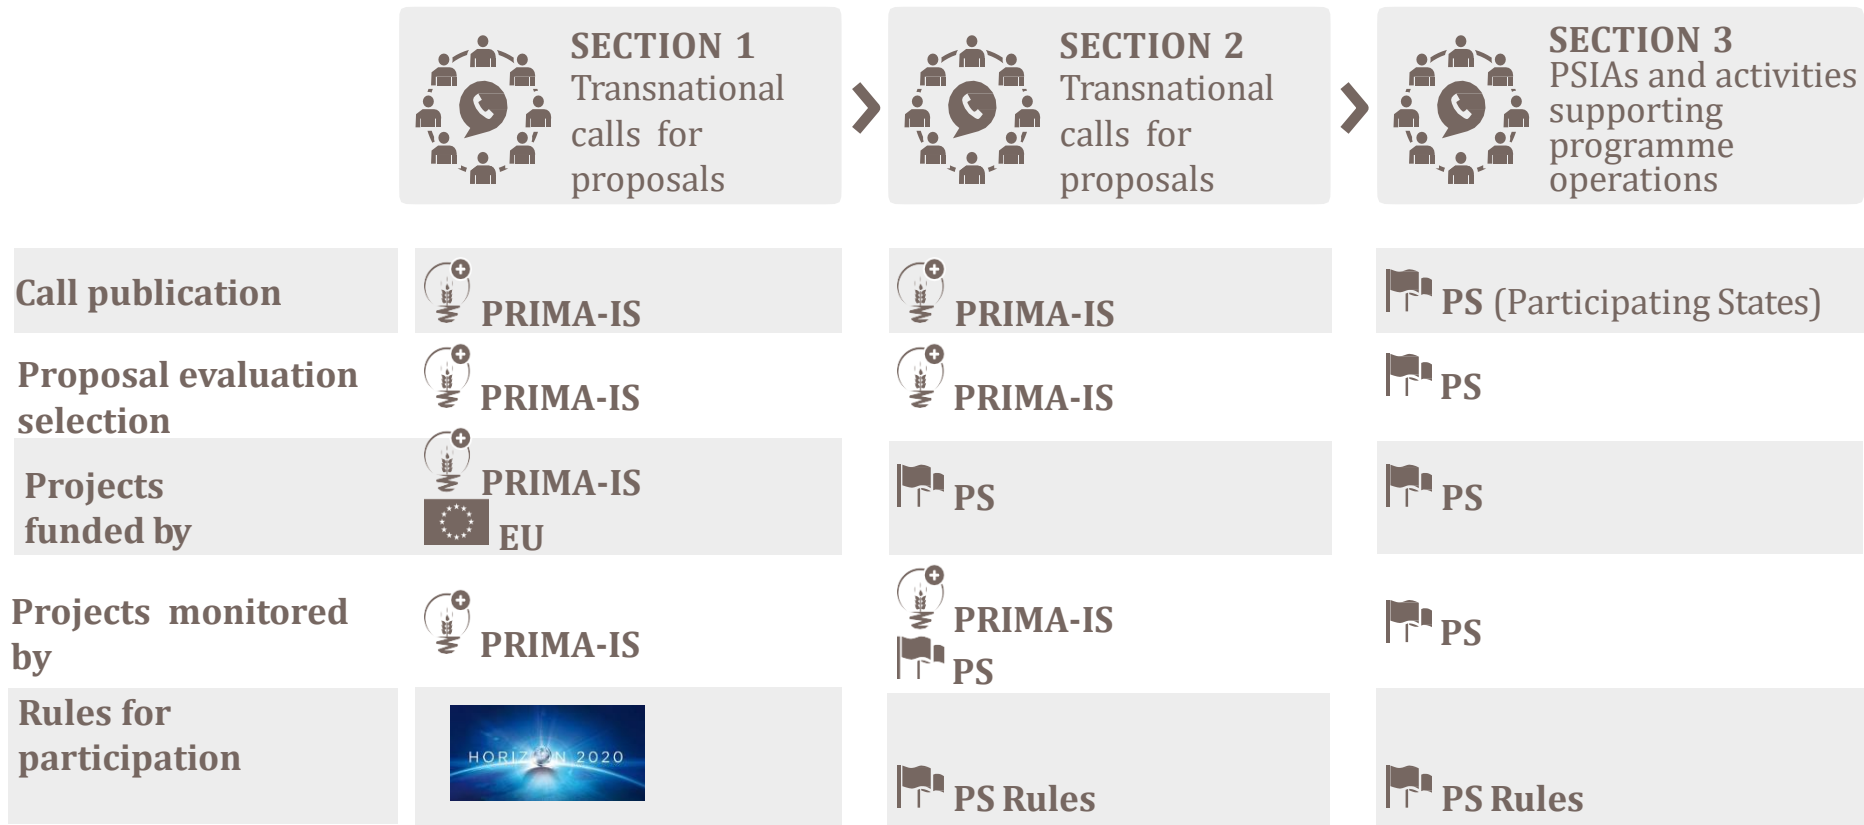 SECTION 1
Transnational
calls for
proposals
SECTION 2
Transnational
calls for
proposals
SECTION 3
PSIAs and activities
supporting
programme
operations
Call publication
PRIMA-IS
PRIMA-IS
PS (Participating States)
Proposal evaluation
selection
PRIMA-IS
PRIMA-IS
PS
Projects
funded by
PRIMA-IS
EU
PS
PS
Projects monitored
by
PRIMA-IS
PRIMA-IS
PS
PS
Rules for
participation
HORIZON 2020
PS Rules
PS Rules